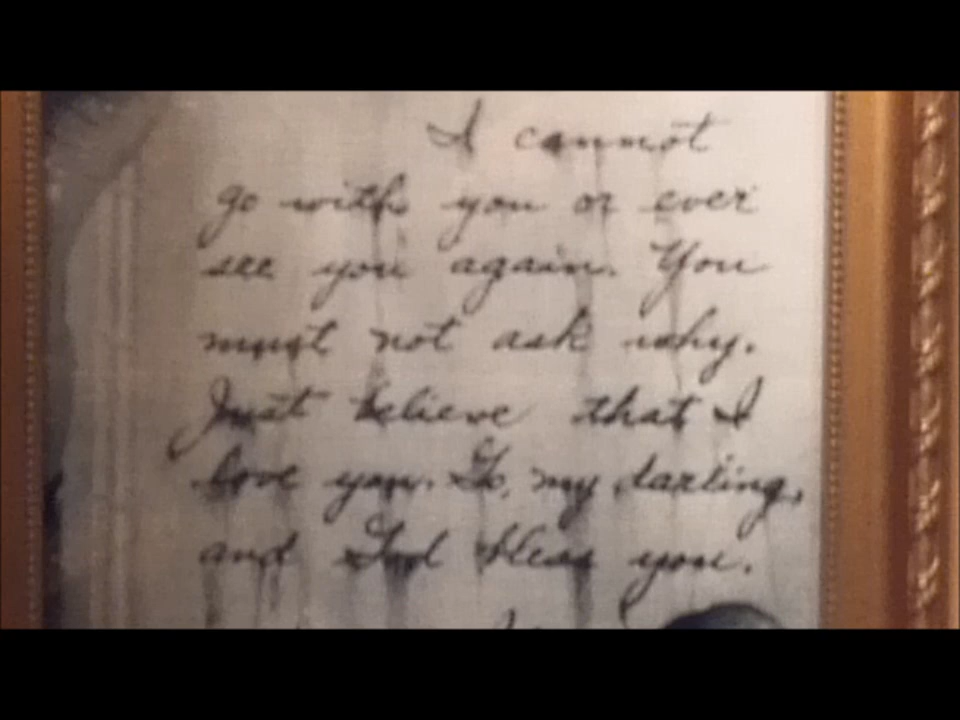 I cannot
go with you or ever
see you again. You
must not ask why.
Just believe that I
love you. Go, my darling,
and God bless you.